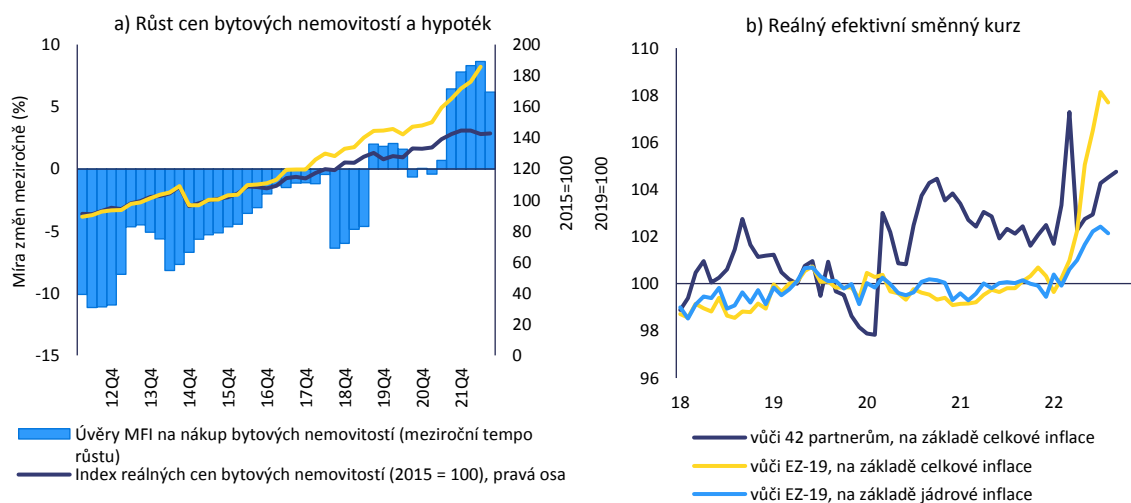 a) Růst cen bytových nemovitostí a hypoték
10
5
0
-5
-10
-15
Míra změn meziročně (%)
200
180
160
140
120
100
80
60
40
20
0
2015=100
12Q4
13Q4
14Q4
15Q4
16Q4
17Q4
18Q4
19Q4
20Q4
21Q4
Úvěry MFI na nákup bytových nemovitostí (meziroční tempo
růstu)
Index reálných cen bytových nemovitostí (2015 = 100), pravá osa
b) Reálný efektivní směnný kurz
2019=100
110
108
106
104
102
100
98
96
18
19
20
21
22
vůči 42 partnerům, na základě celkové inflace
vůči EZ-19, na základě celkové inflace
vůči EZ-19, na základě jádrové inflace